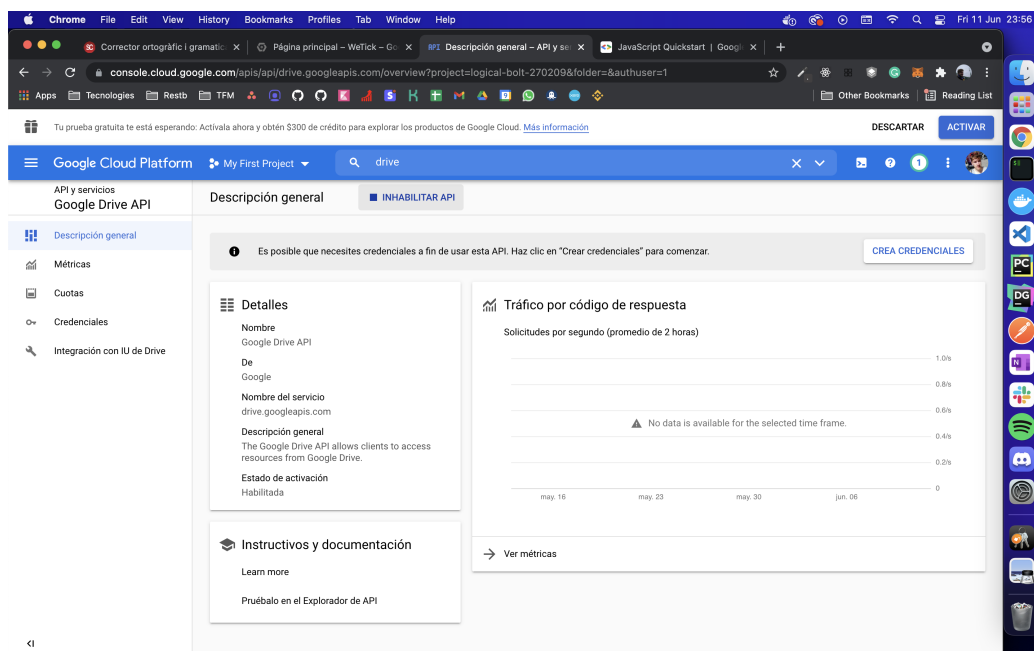 Chrome File Edit View History Bookmarks Profiles Tab Window Help Fri 11 Jun 23:56
SC Corrector ortogràfic i gramatic Página principal – WeTick – Go API Descripción general – API y ser JavaScript Quickstart | Googl
console.cloud.google.com/apis/api/drive.googleapis.com/overview?project=logical-bolt-270209&folder=&authuser=1
Apps Tecnologies Restb TFM Other Bookmarks Reading List
Tu prueba gratuita te está esperando: Actívala ahora y obtén $300 de crédito para explorar los productos de Google Cloud. Más información DESCARTAR ACTIVAR
Google Cloud Platform My First Project drive 1
API y servicios
Google Drive API
Descripción general INHABILITAR API
Descripción general
Métricas
Cuotas
Credenciales
Integración con IU de Drive
Es posible que necesites credenciales a fin de usar esta API. Haz clic en “Crear credenciales” para comenzar. CREA CREDENCIALES
Detalles
Nombre
Google Drive API
De
Google
Nombre del servicio
drive.googleapis.com
Descripción general
The Google Drive API allows clients to access
resources from Google Drive.
Estado de activación
Habilitada
Instructivos y documentación
Learn more
Pruébalo en el Explorador de API
Tráfico por código de respuesta
Solicitudes por segundo (promedio de 2 horas)
1.0/s
0.8/s
0.6/s
No data is available for the selected time frame.
0.4/s
0.2/s
0
may. 16 may. 23 may. 30 jun. 06
Ver métricas
PC
DG